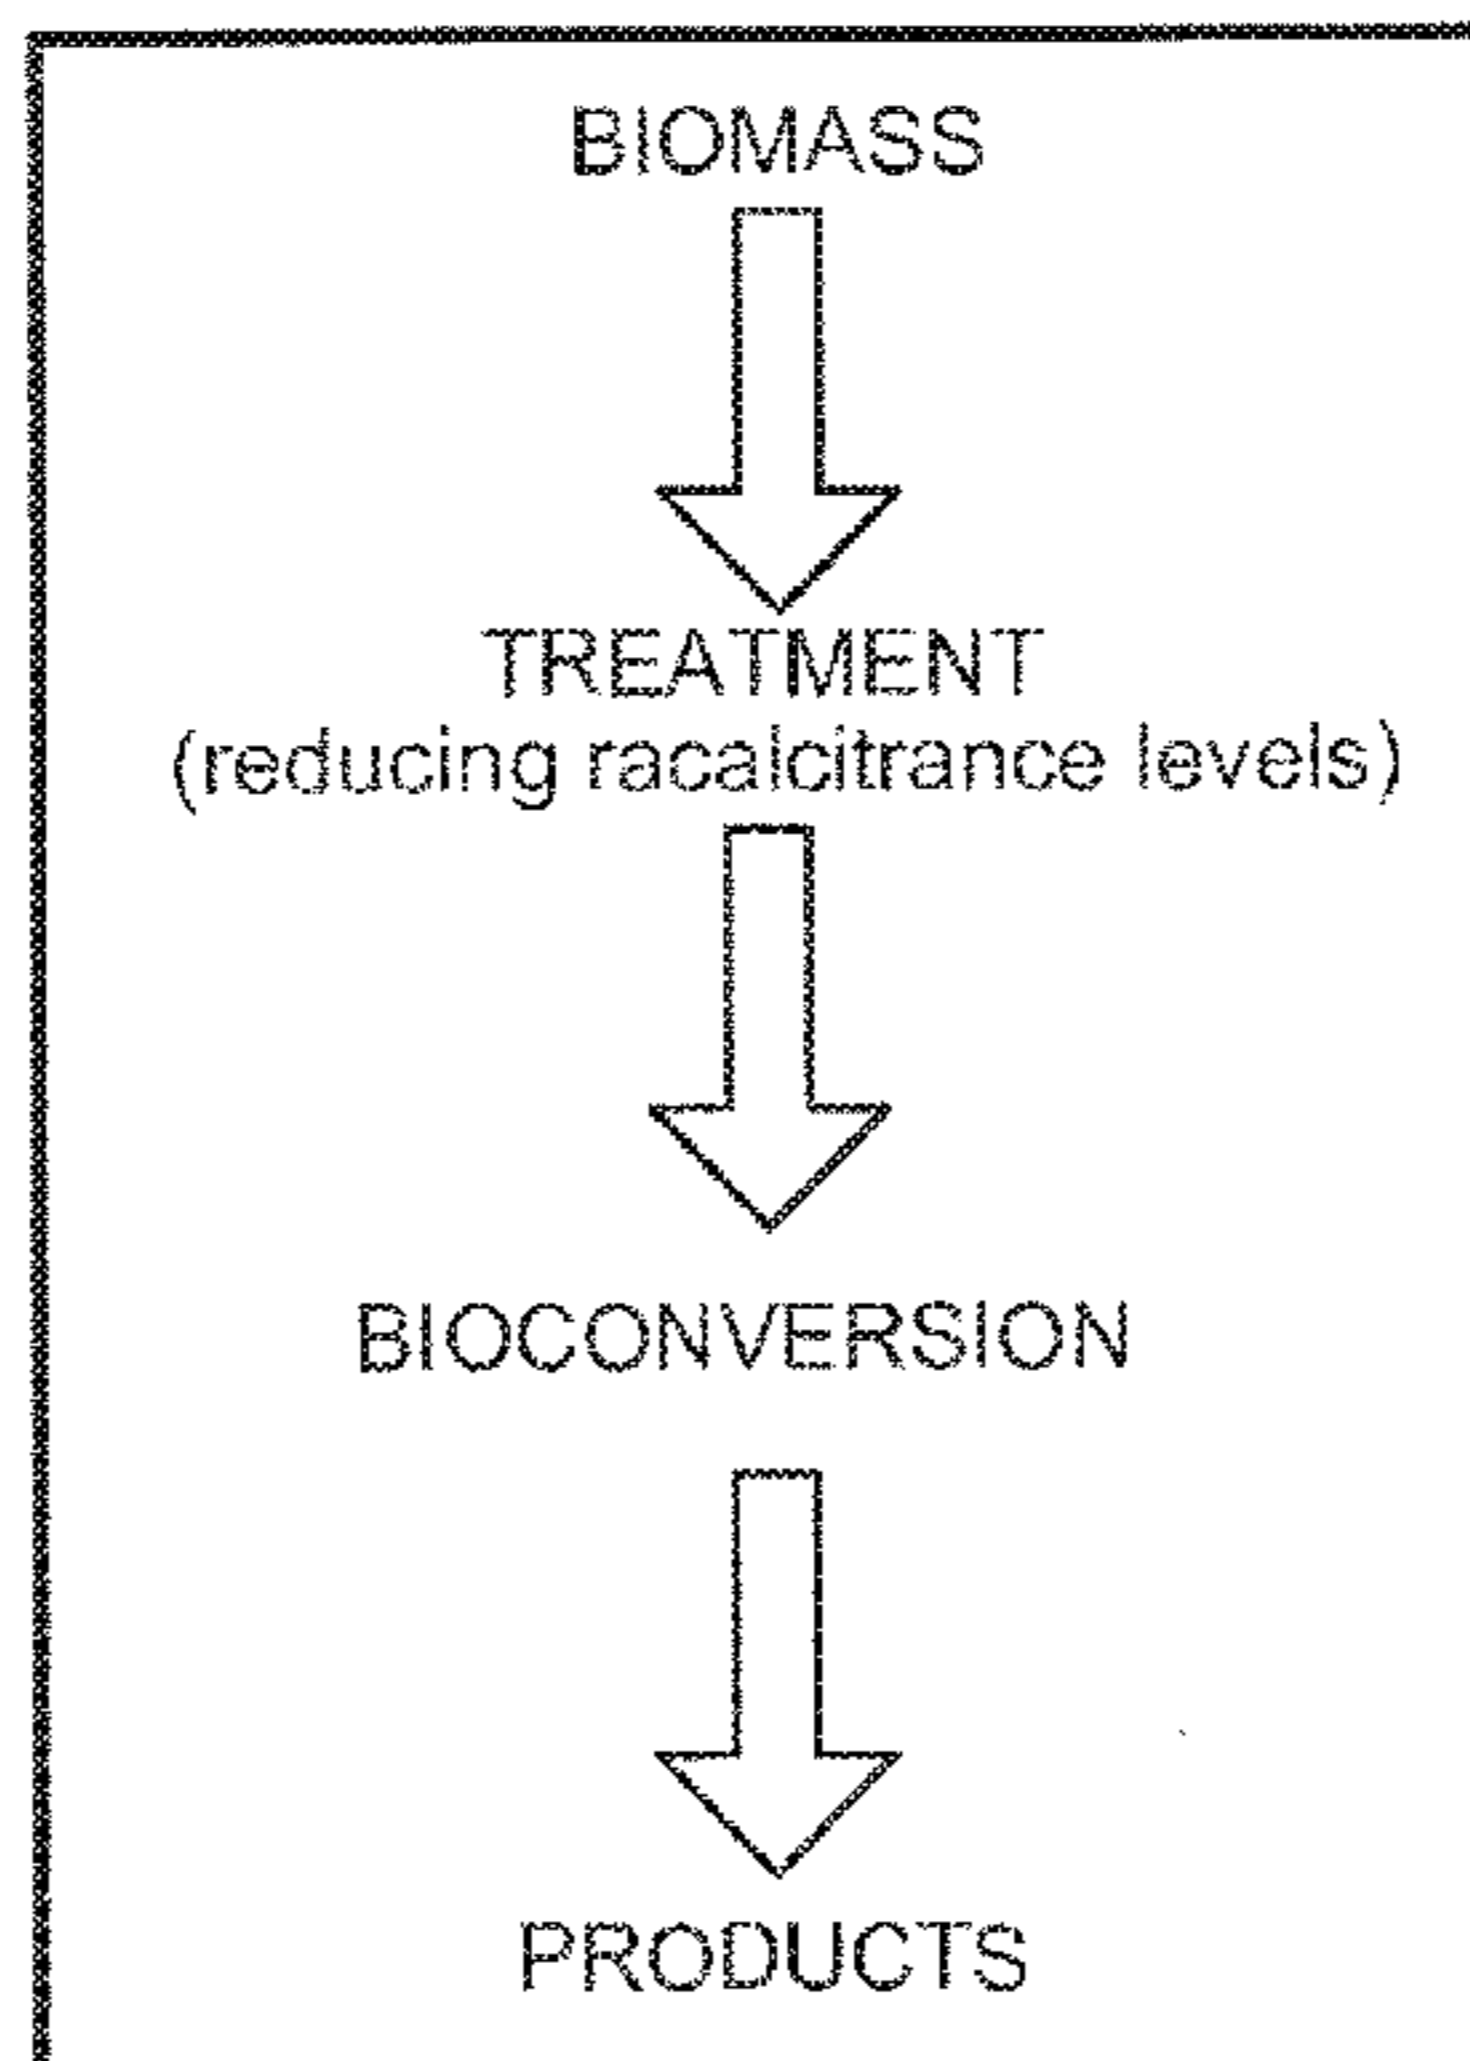 BIOMASS
TREATMENT
(reducing racalcitrance levels)
BIOCONVERSION
PRODUCTS